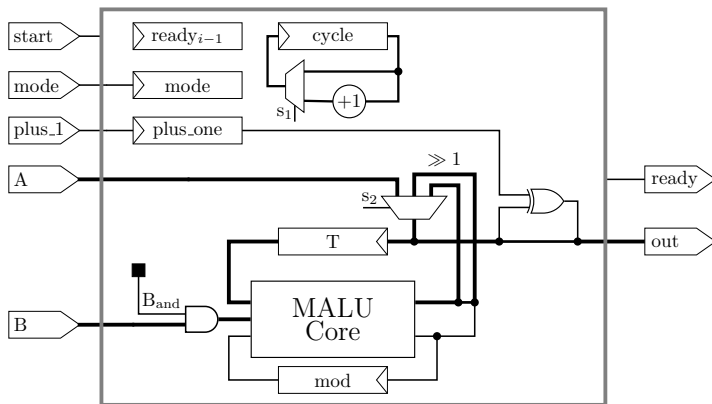 start
ready_{i−1}
cycle
mode
mode
+1
s_1
plus_1
plus_one
≫ 1
A
s_2
ready
T
out
B_and
MALU
Core
B
mod